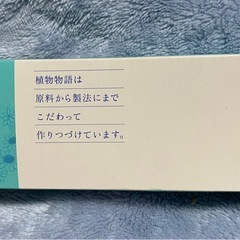 植物物語は
原料から製法にまで
こだわって
作りつづけています。